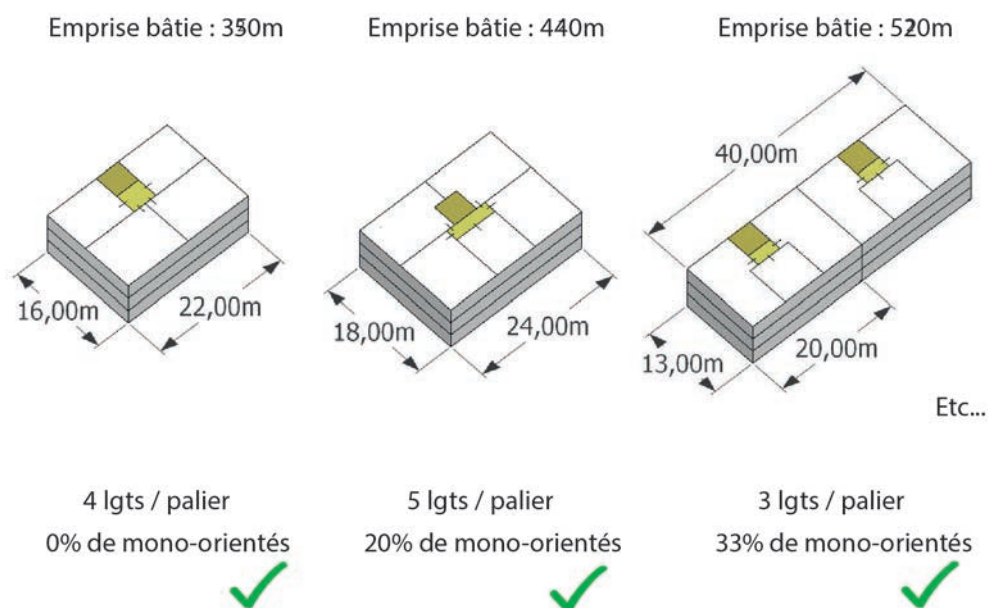 Emprise bâtie : 350m
Emprise bâtie : 440m
Emprise bâtie : 520m
16,00m
22,00m
18,00m
24,00m
40,00m
13,00m
20,00m
Etc...
4 lgts / palier
0% de mono-orientés
5 lgts / palier
20% de mono-orientés
3 lgts / palier
33% de mono-orientés